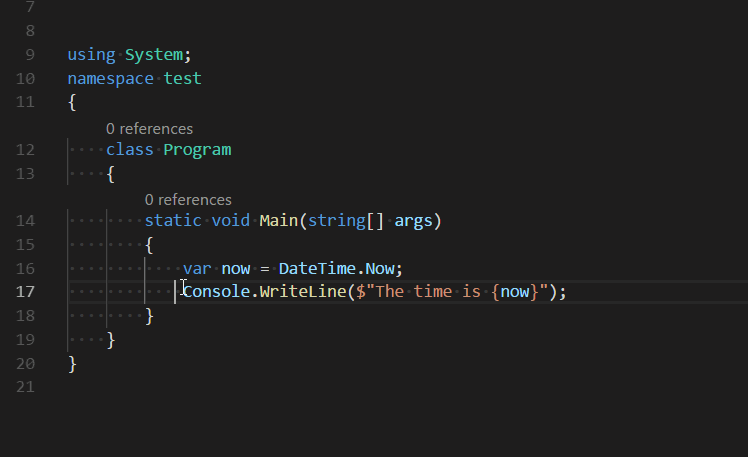 7
8
9 using System;
10 namespace test
11 {
0 references
12 class Program
13 {
0 references
14 static void Main(string[] args)
15 {
16 var now = DateTime.Now;
17 Console.WriteLine($"The time is {now}");
18 }
19 }
20 }
21